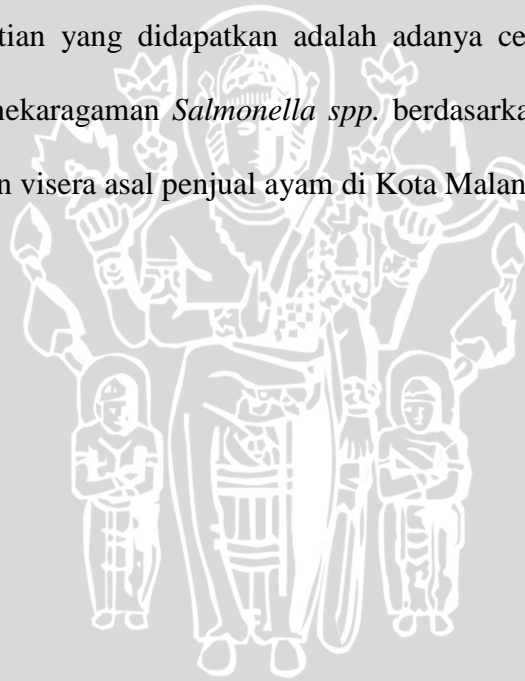 tian yang didapatkan adalah adanya ce
nekaragaman Salmonella spp. berdasarka
n visera asal penjual ayam di Kota Malan